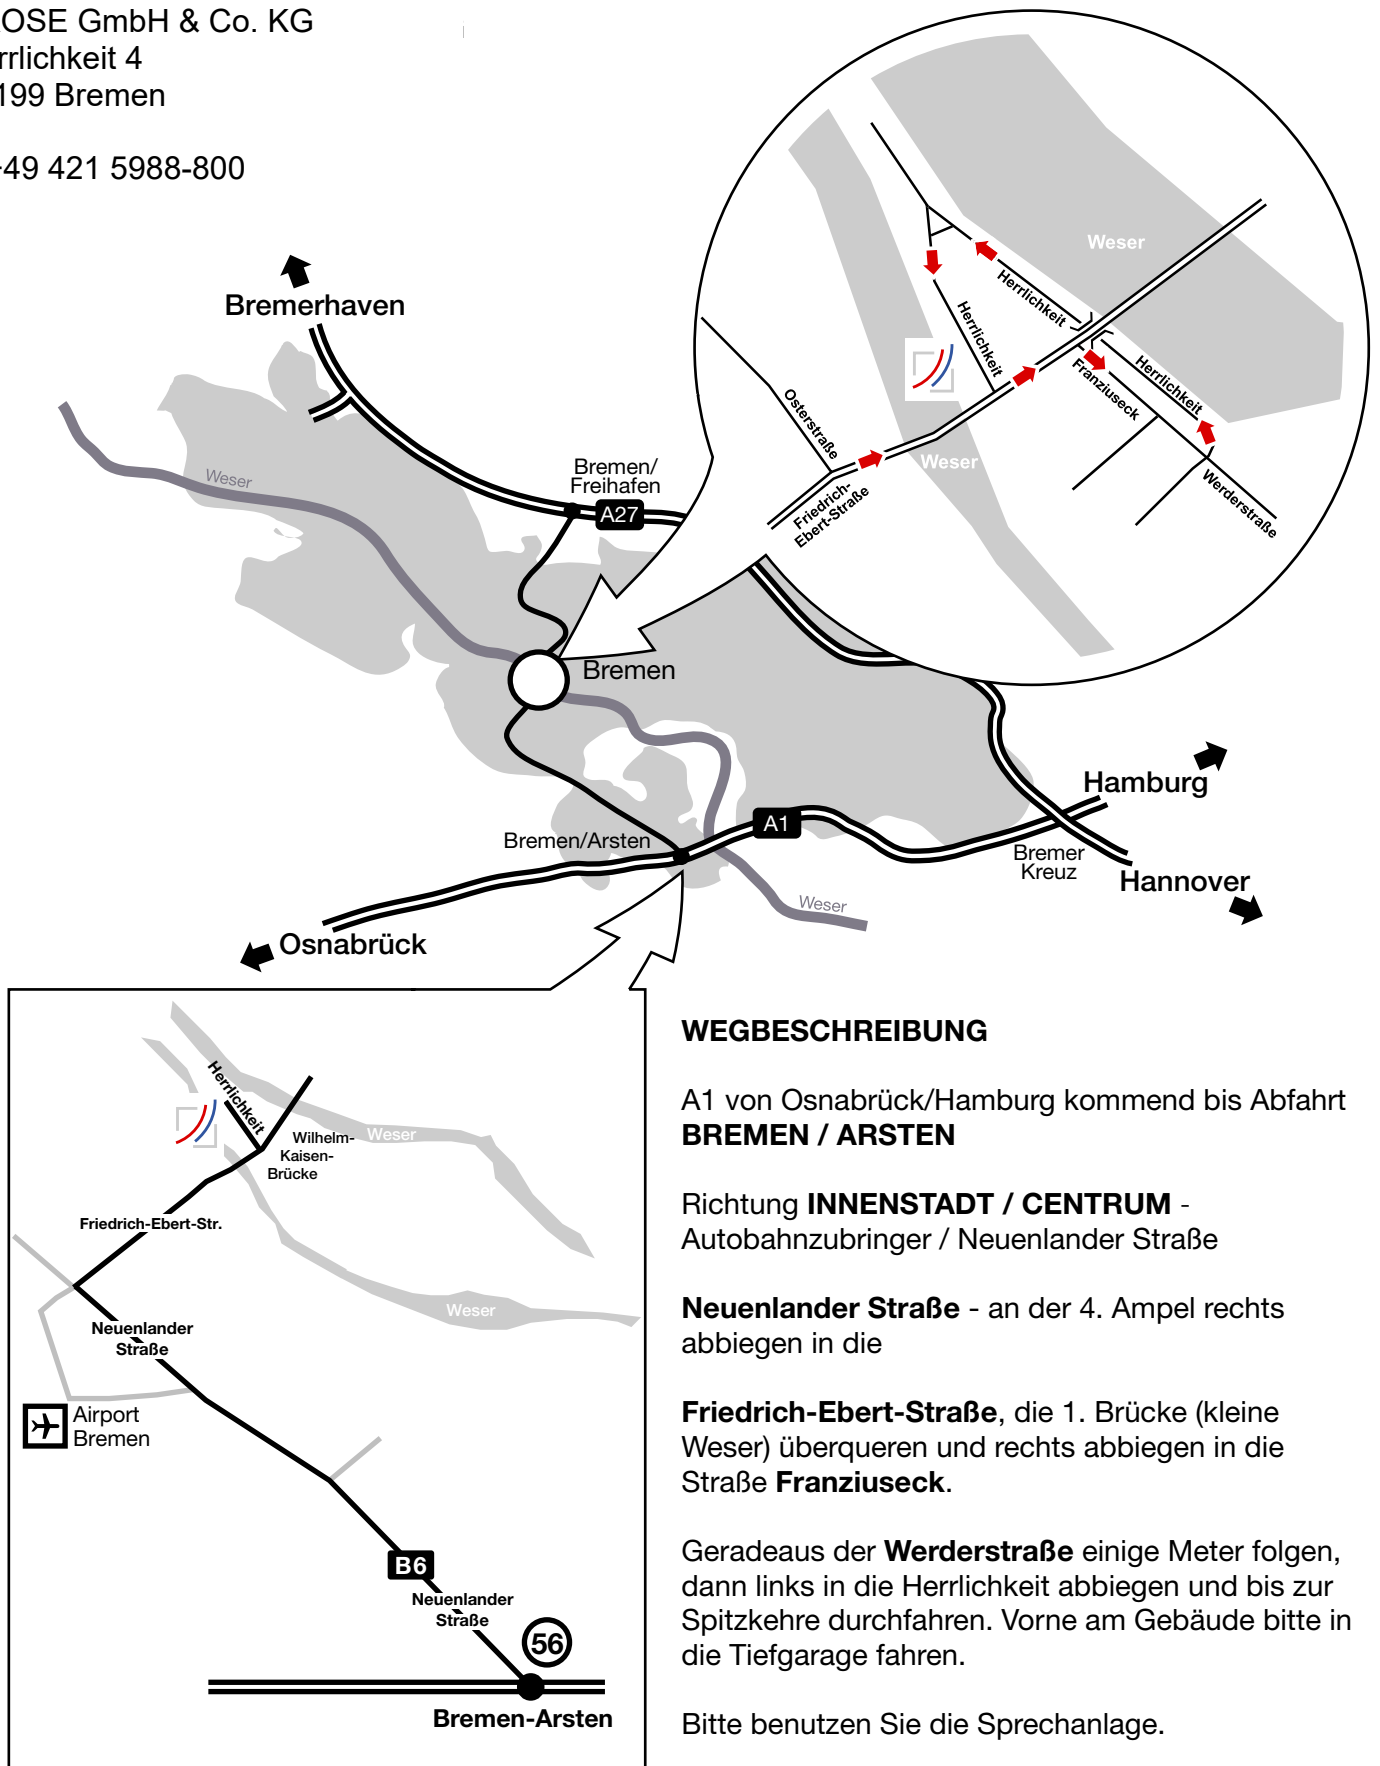 OSE GmbH & Co. KG
rrlichkeit 4
199 Bremen
+49 421 5988-800
Bremerhaven
Weser
Bremen/
Freihafen
A27
Bremen
Bremen/Arsten
A1
Hamburg
Bremer
Kreuz
Hannover
Weser
Osnabrück
Weser
Herrlichkeit
Herrlichkeit
Franziuseck
Herrlichkeit
Osterstraße
Weser
Friedrich-
Ebert-Straße
Werderstraße
Herrlichkeit
Wilhelm-
Kaisen-
Brücke
Weser
Friedrich-Ebert-Str.
Weser
Neuenlander
Straße
Airport
Bremen
B6
Neuenlander
Straße
56
Bremen-Arsten
WEGBESCHREIBUNG
A1 von Osnabrück/Hamburg kommend bis Abfahrt
BREMEN / ARSTEN
Richtung INNENSTADT / CENTRUM -
Autobahnzubringer / Neuenlander Straße
Neuenlander Straße - an der 4. Ampel rechts
abbiegen in die
Friedrich-Ebert-Straße, die 1. Brücke (kleine
Weser) überqueren und rechts abbiegen in die
Straße Franziuseck.
Geradeaus der Werderstraße einige Meter folgen,
dann links in die Herrlichkeit abbiegen und bis zur
Spitzkehre durchfahren. Vorne am Gebäude bitte in
die Tiefgarage fahren.
Bitte benutzen Sie die Sprechanlage.